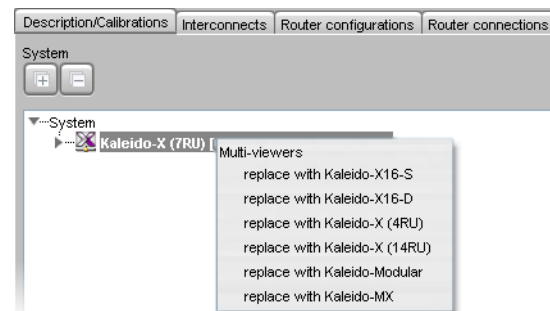 Description/Calibrations Interconnects Router configurations Router connections
System
System
Kaleido-X (7RU) [
Multi-viewers
replace with Kaleido-X16-S
replace with Kaleido-X16-D
replace with Kaleido-X (4RU)
replace with Kaleido-X (14RU)
replace with Kaleido-Modular
replace with Kaleido-MX